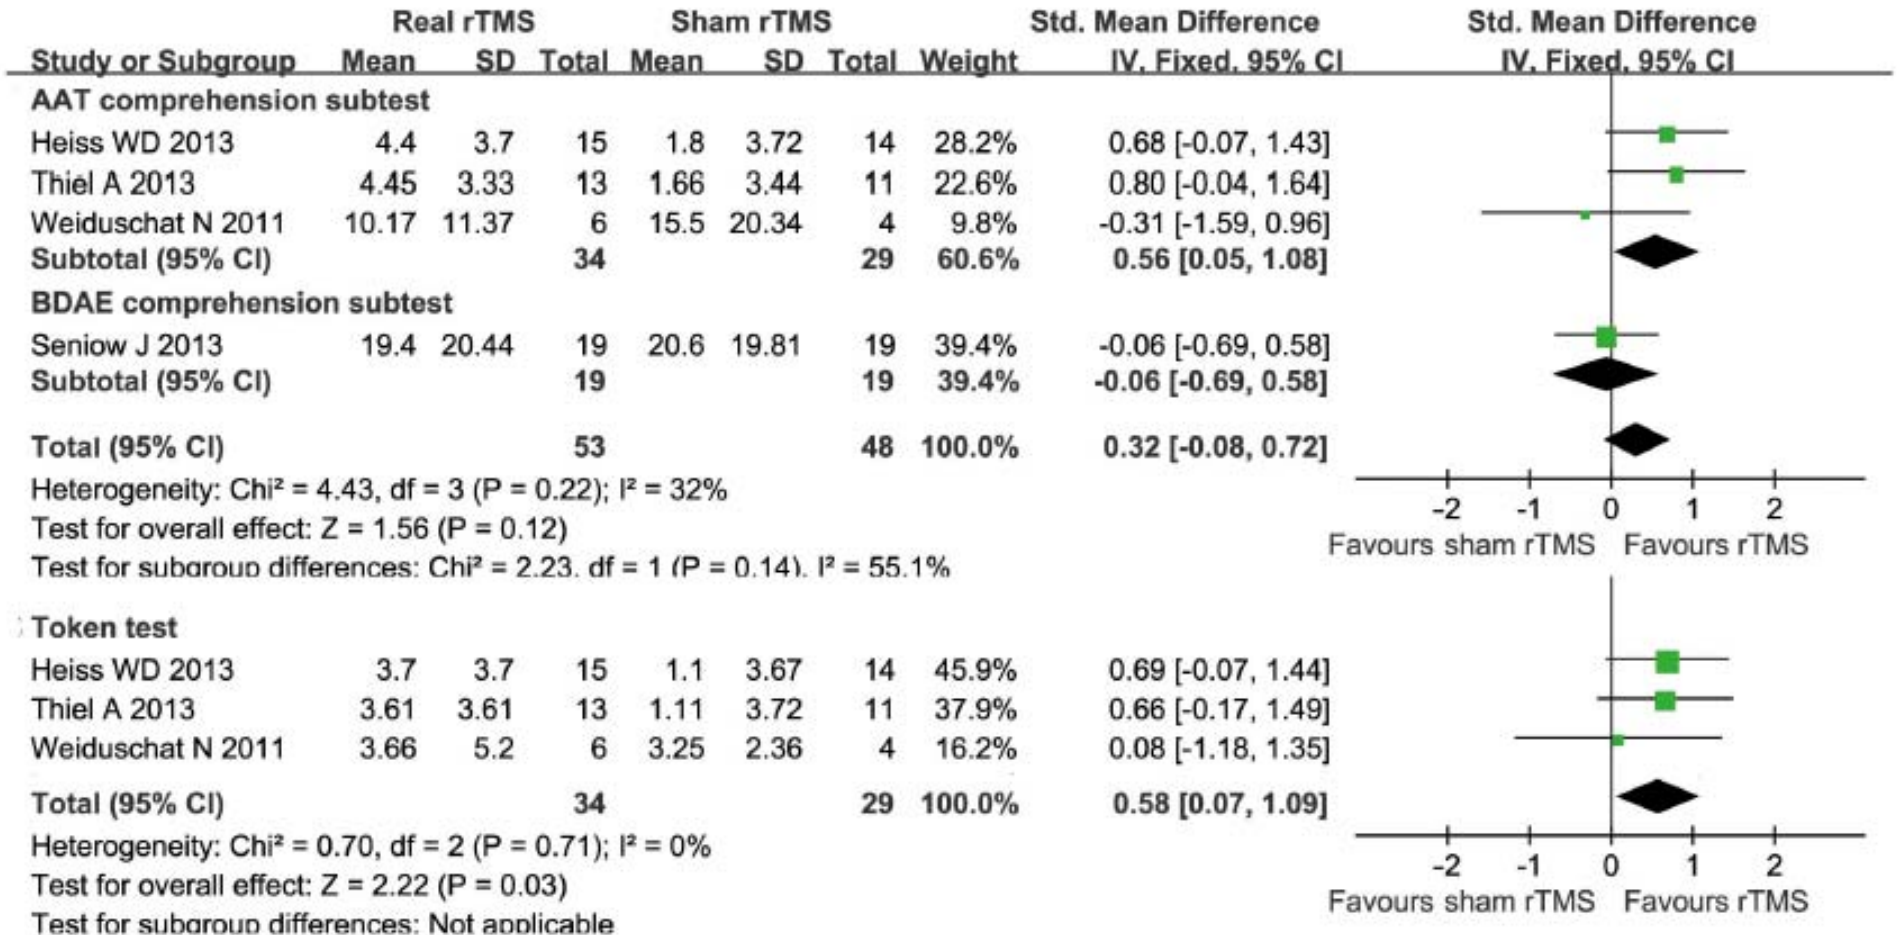 Real rTMS Sham rTMS Std. Mean Difference Std. Mean Difference
Study or Subgroup Mean SD Total Mean SD Total Weight IV, Fixed, 95% CI IV, Fixed, 95% CI
AAT comprehension subtest
Heiss WD 2013 4.4 3.7 15 1.8 3.72 14 28.2% 0.68 [-0.07, 1.43]
Thiel A 2013 4.45 3.33 13 1.66 3.44 11 22.6% 0.80 [-0.04, 1.64]
Weiduschat N 2011 10.17 11.37 6 15.5 20.34 4 9.8% -0.31 [-1.59, 0.96]
Subtotal (95% CI) 34 29 60.6% 0.56 [0.05, 1.08]
BDAE comprehension subtest
Seniow J 2013 19.4 20.44 19 20.6 19.81 19 39.4% -0.06 [-0.69, 0.58]
Subtotal (95% CI) 19 19 39.4% -0.06 [-0.69, 0.58]
Total (95% CI) 53 48 100.0% 0.32 [-0.08, 0.72]
Heterogeneity: Chi² = 4.43, df = 3 (P = 0.22); I² = 32%
Test for overall effect: Z = 1.56 (P = 0.12)
Test for subgroup differences: Chi² = 2.23, df = 1 (P = 0.14), I² = 55.1%
-2 -1 0 1 2
Favours sham rTMS Favours rTMS
Token test
Heiss WD 2013 3.7 3.7 15 1.1 3.67 14 45.9% 0.69 [-0.07, 1.44]
Thiel A 2013 3.61 3.61 13 1.11 3.72 11 37.9% 0.66 [-0.17, 1.49]
Weiduschat N 2011 3.66 5.2 6 3.25 2.36 4 16.2% 0.08 [-1.18, 1.35]
Total (95% CI) 34 29 100.0% 0.58 [0.07, 1.09]
Heterogeneity: Chi² = 0.70, df = 2 (P = 0.71); I² = 0%
Test for overall effect: Z = 2.22 (P = 0.03)
Test for subgroup differences: Not applicable
-2 -1 0 1 2
Favours sham rTMS Favours rTMS